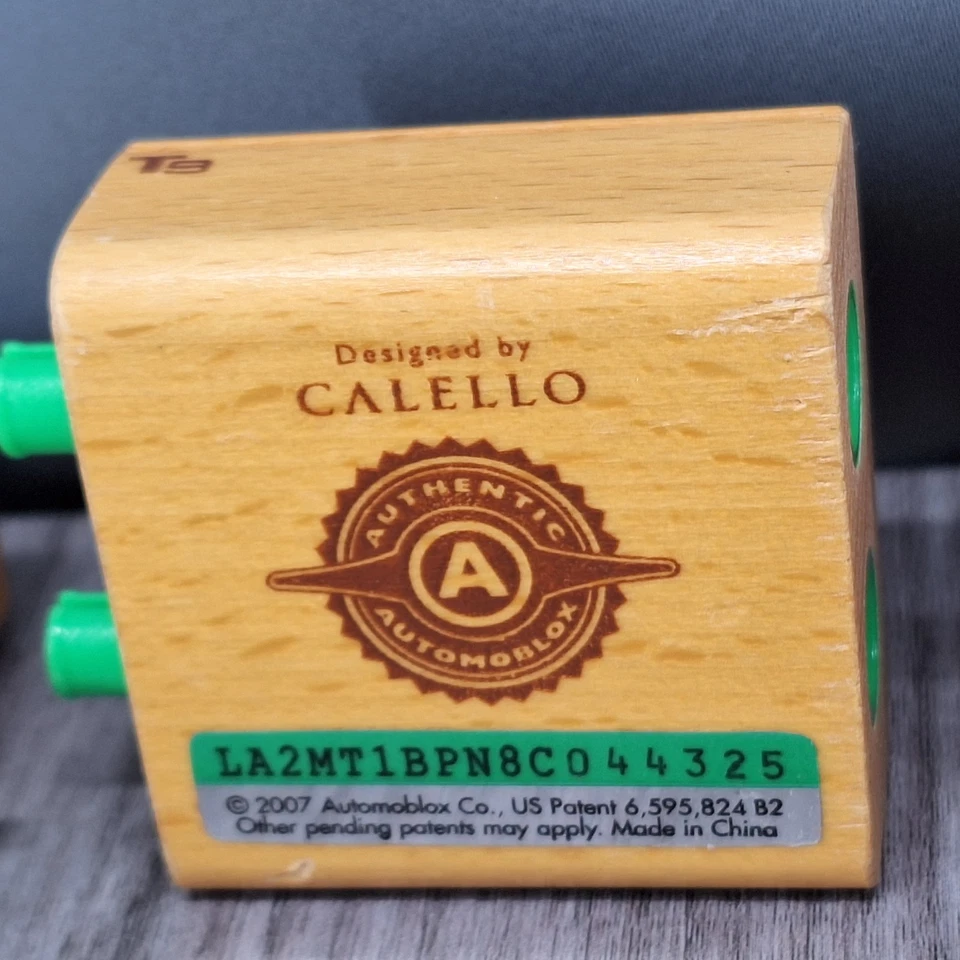 T9
Designed by
CALELLO
AUTHENTIC
A
AUTOMOBLOX
LA2MT1BPN8C044325
© 2007 Automoblox Co., US Patent 6,595,824 B2
Other pending patents may apply. Made in China